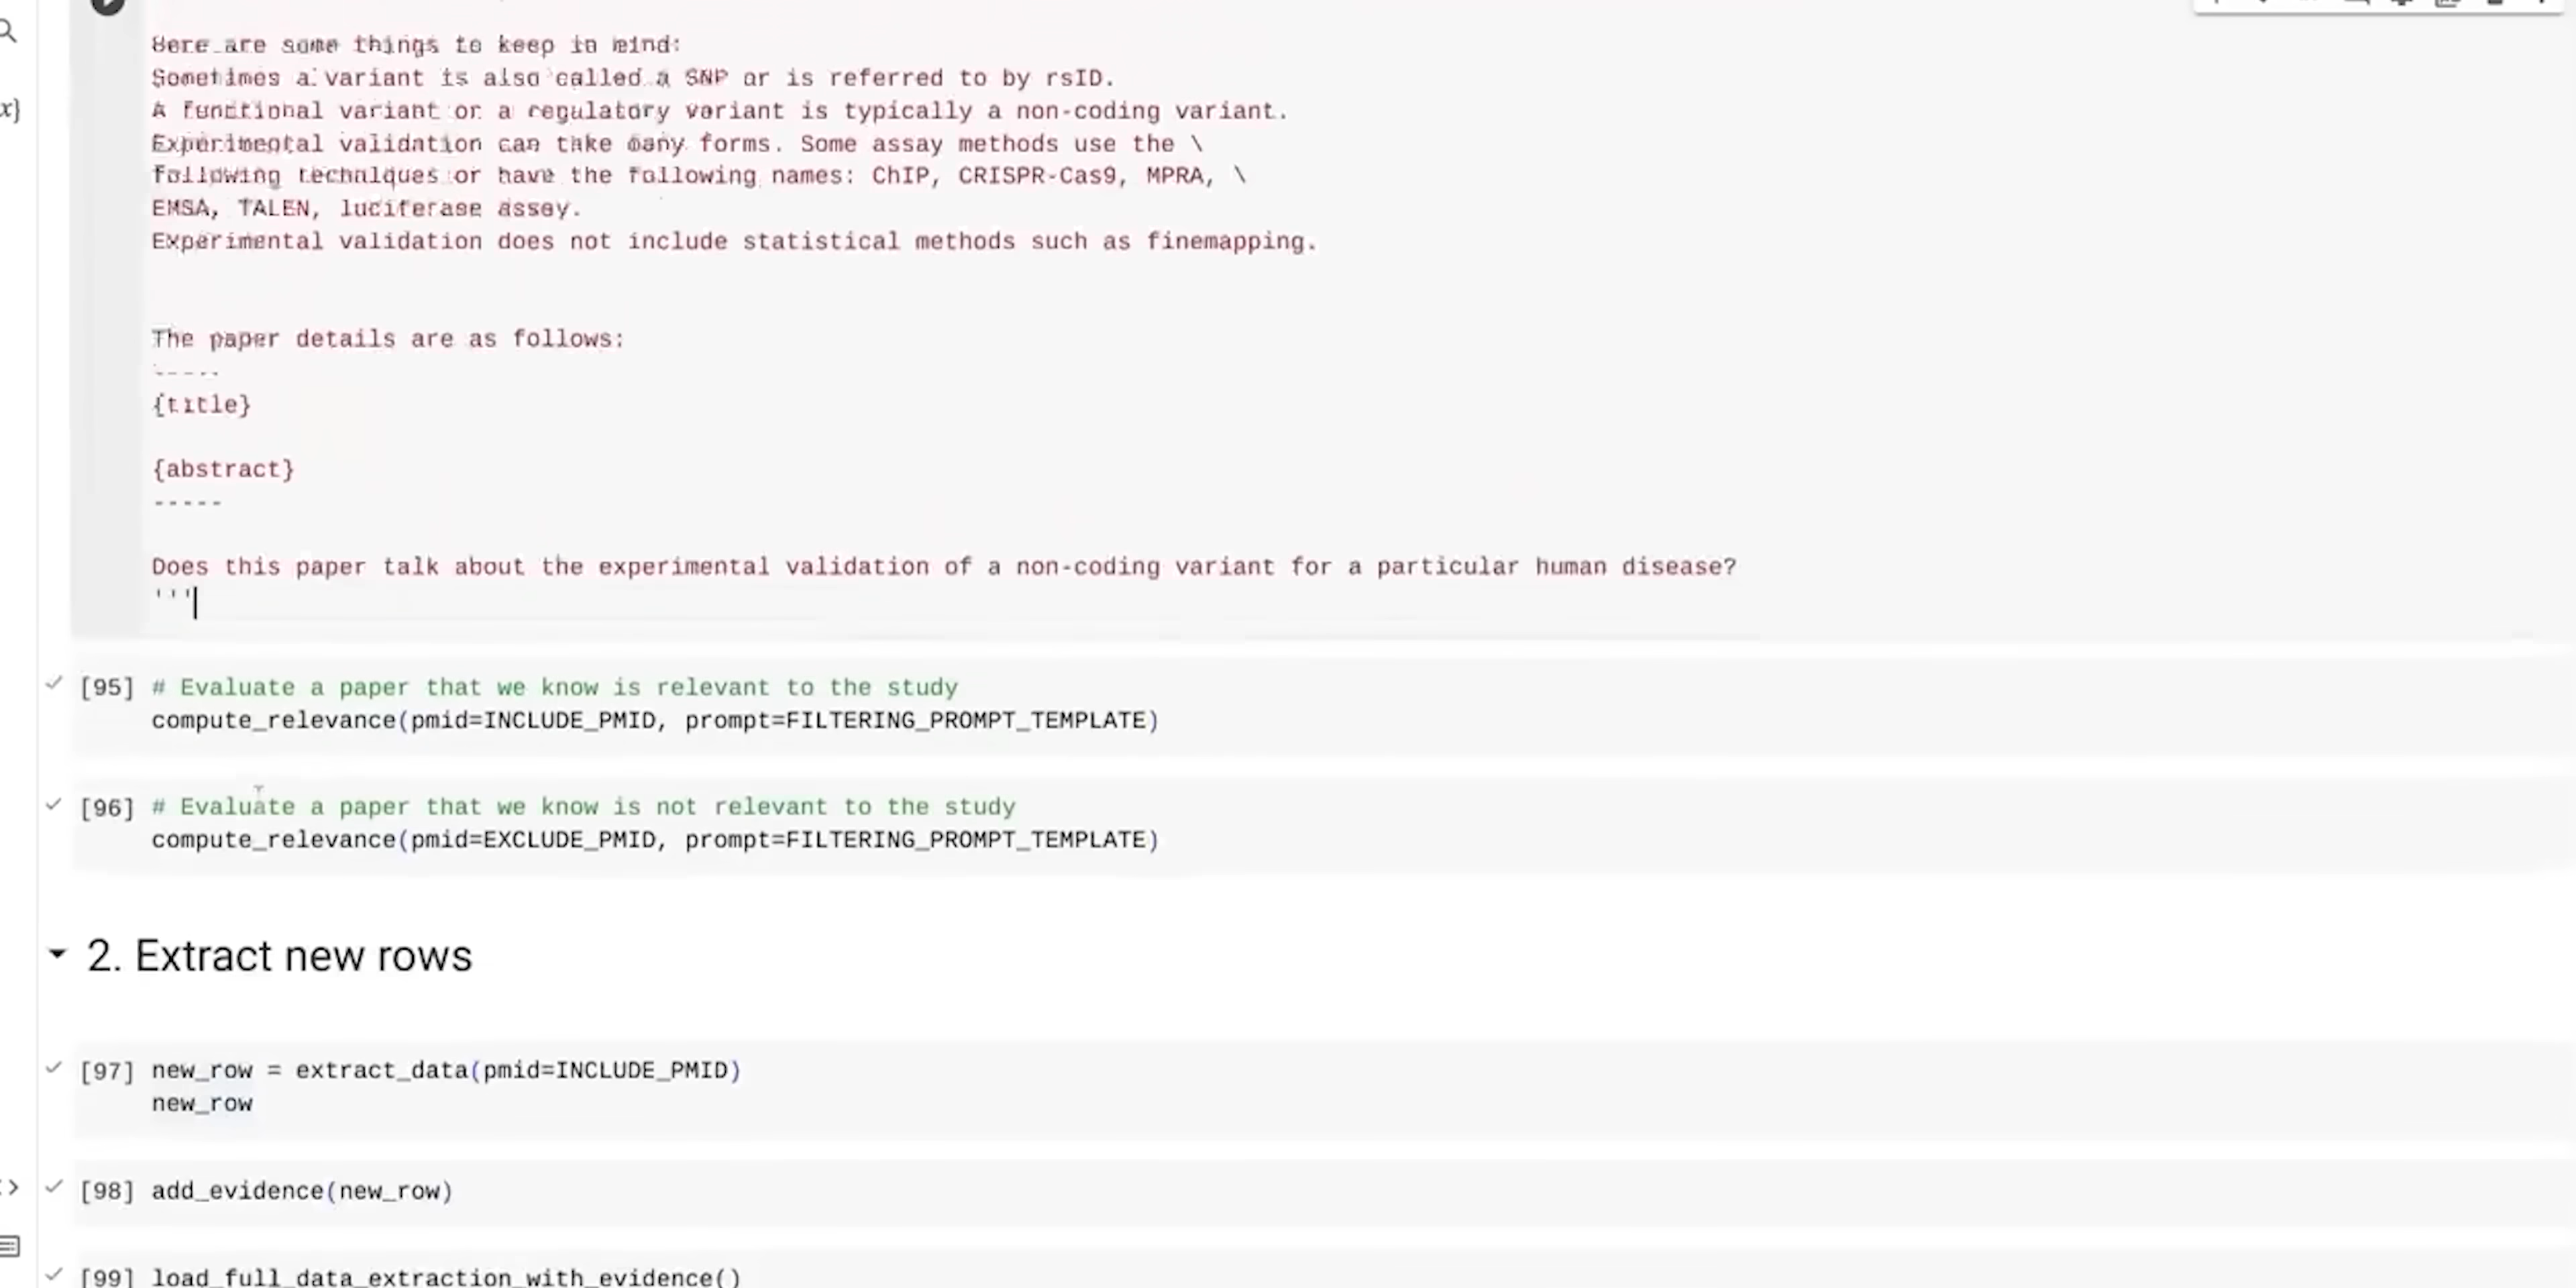 Here are some things to keep in mind:
Sometimes a variant is also called a SNP or is referred to by rsID.
A functional variant or a regulatory variant is typically a non-coding variant.
Experimental validation can take many forms. Some assay methods use the \
following techniques or have the following names: ChIP, CRISPR-Cas9, MPRA, \
EMSA, TALEN, luciferase assay.
Experimental validation does not include statistical methods such as finemapping.
The paper details are as follows:
-----
{title}
{abstract}
-----
Does this paper talk about the experimental validation of a non-coding variant for a particular human disease?
'''
[95] # Evaluate a paper that we know is relevant to the study
compute_relevance(pmid=INCLUDE_PMID, prompt=FILTERING_PROMPT_TEMPLATE)
[96] # Evaluate a paper that we know is not relevant to the study
compute_relevance(pmid=EXCLUDE_PMID, prompt=FILTERING_PROMPT_TEMPLATE)
2. Extract new rows
[97] new_row = extract_data(pmid=INCLUDE_PMID)
new_row
[98] add_evidence(new_row)
[99] load_full_data_extraction_with_evidence()